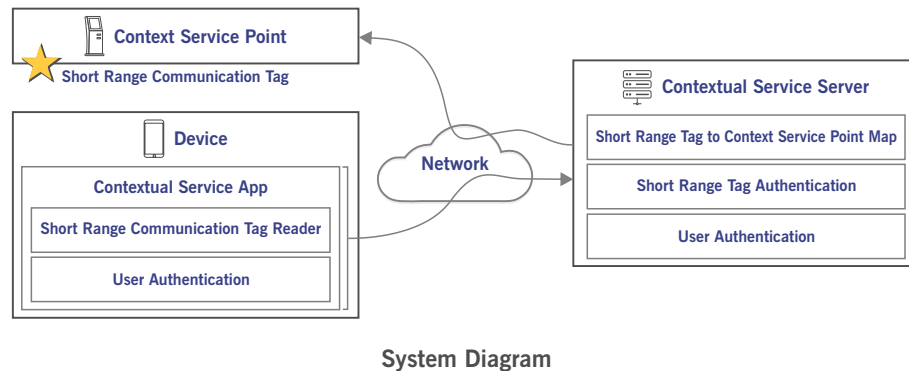 Context Service Point
Short Range Communication Tag
Device
Contextual Service App
Short Range Communication Tag Reader
User Authentication
Network
Contextual Service Server
Short Range Tag to Context Service Point Map
Short Range Tag Authentication
User Authentication
System Diagram